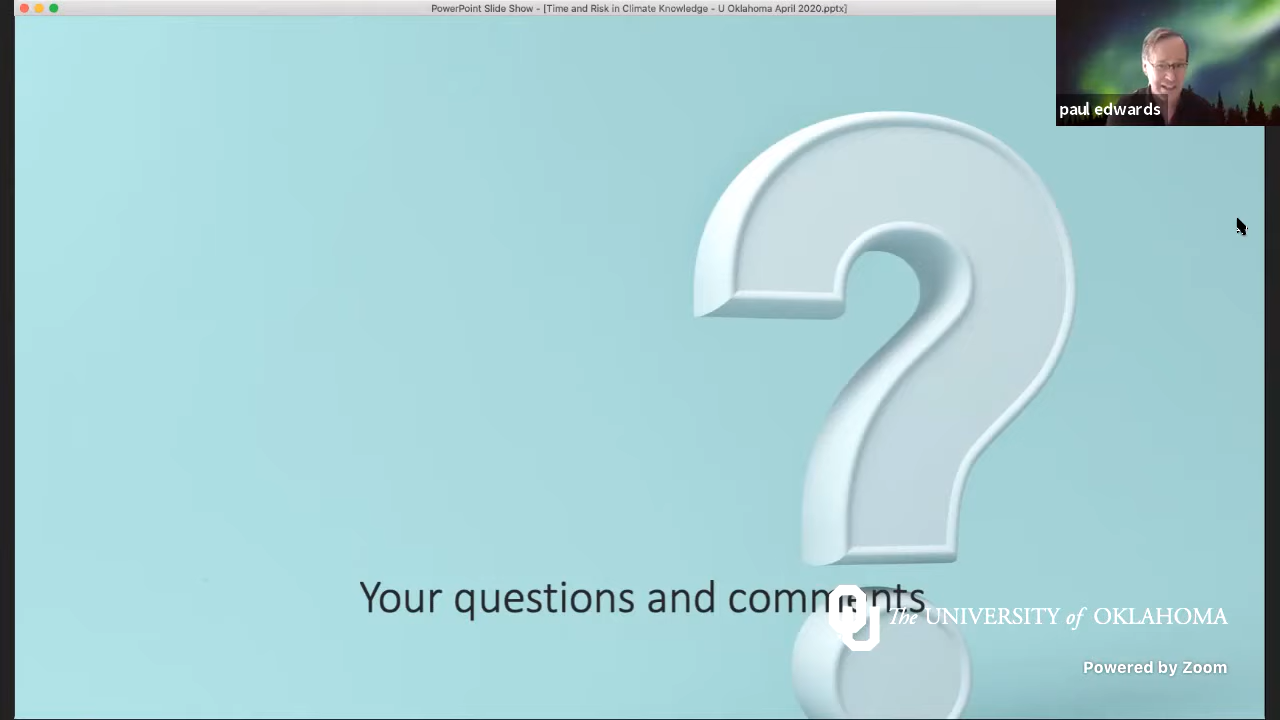 PowerPoint Slide Show - [Time and Risk in Climate Knowledge - U Oklahoma April 2020.pptx]
paul edwards
?
Your questions and comments
OU The UNIVERSITY of OKLAHOMA
Powered by Zoom